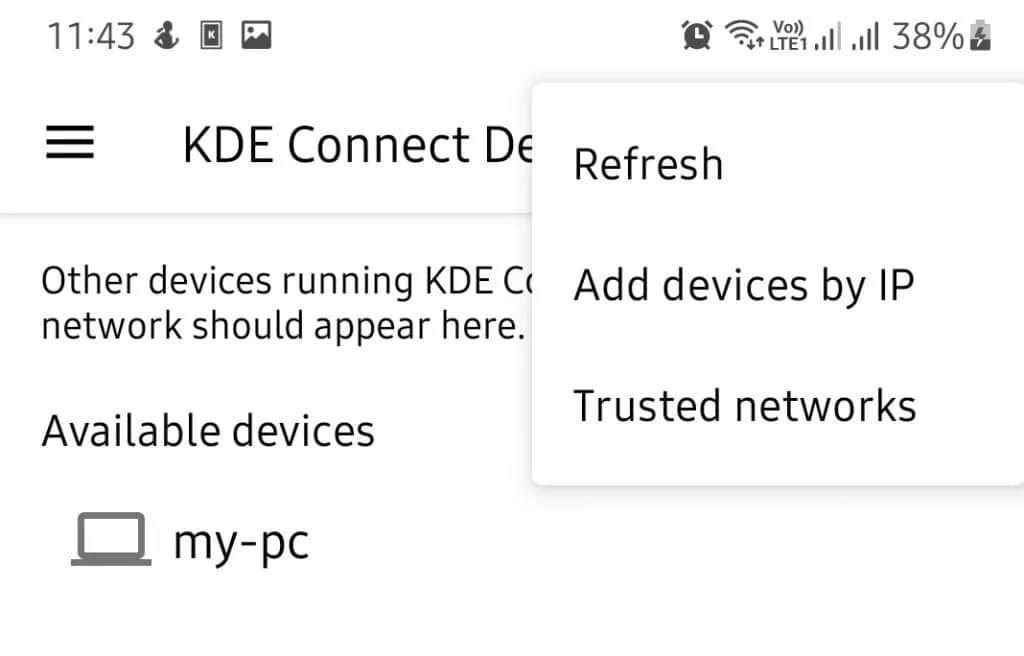 11:43 K Vo)) LTE1 38%
KDE Connect De
Refresh
Add devices by IP
Trusted networks
Other devices running KDE Co
network should appear here.
Available devices
my-pc